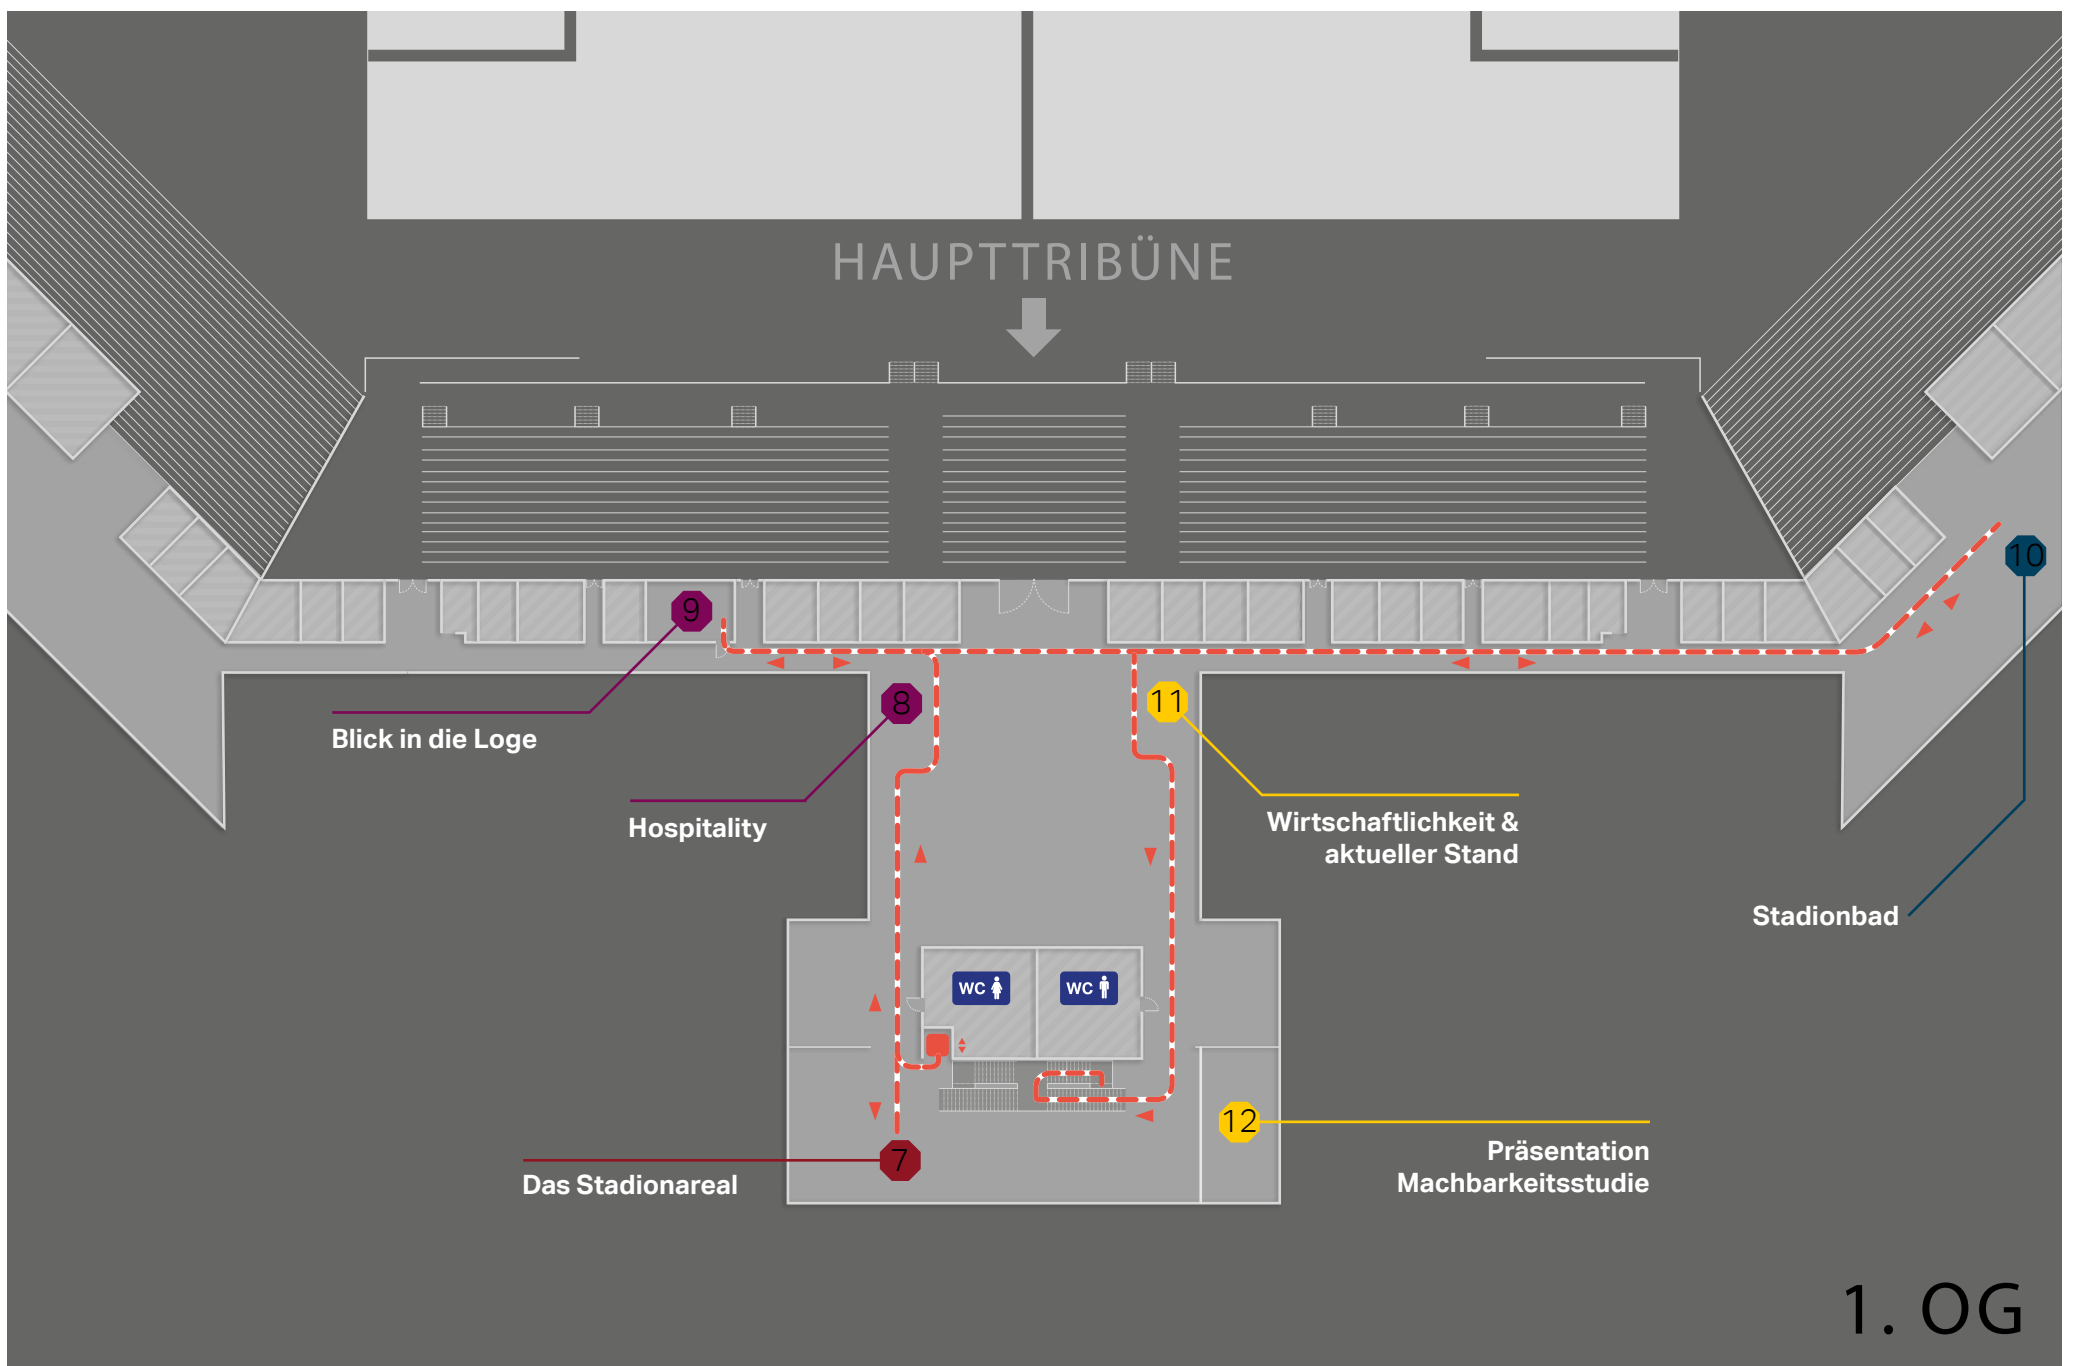 HAUPTTRIBÜNE
9
10
8
11
Blick in die Loge
Hospitality
Wirtschaftlichkeit &
aktueller Stand
Stadionbad
WC
WC
12
Präsentation
Machbarkeitsstudie
7
Das Stadionareal
1. OG